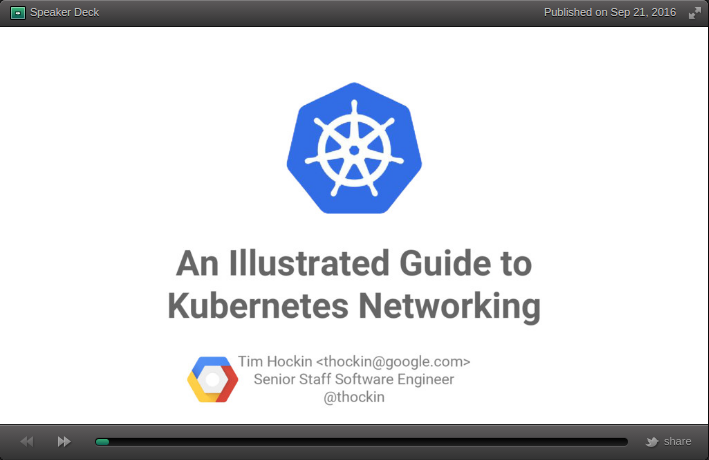 Speaker Deck
Published on Sep 21, 2016
An Illustrated Guide to
Kubernetes Networking
Tim Hockin <thockin@google.com>
Senior Staff Software Engineer
@thockin
share